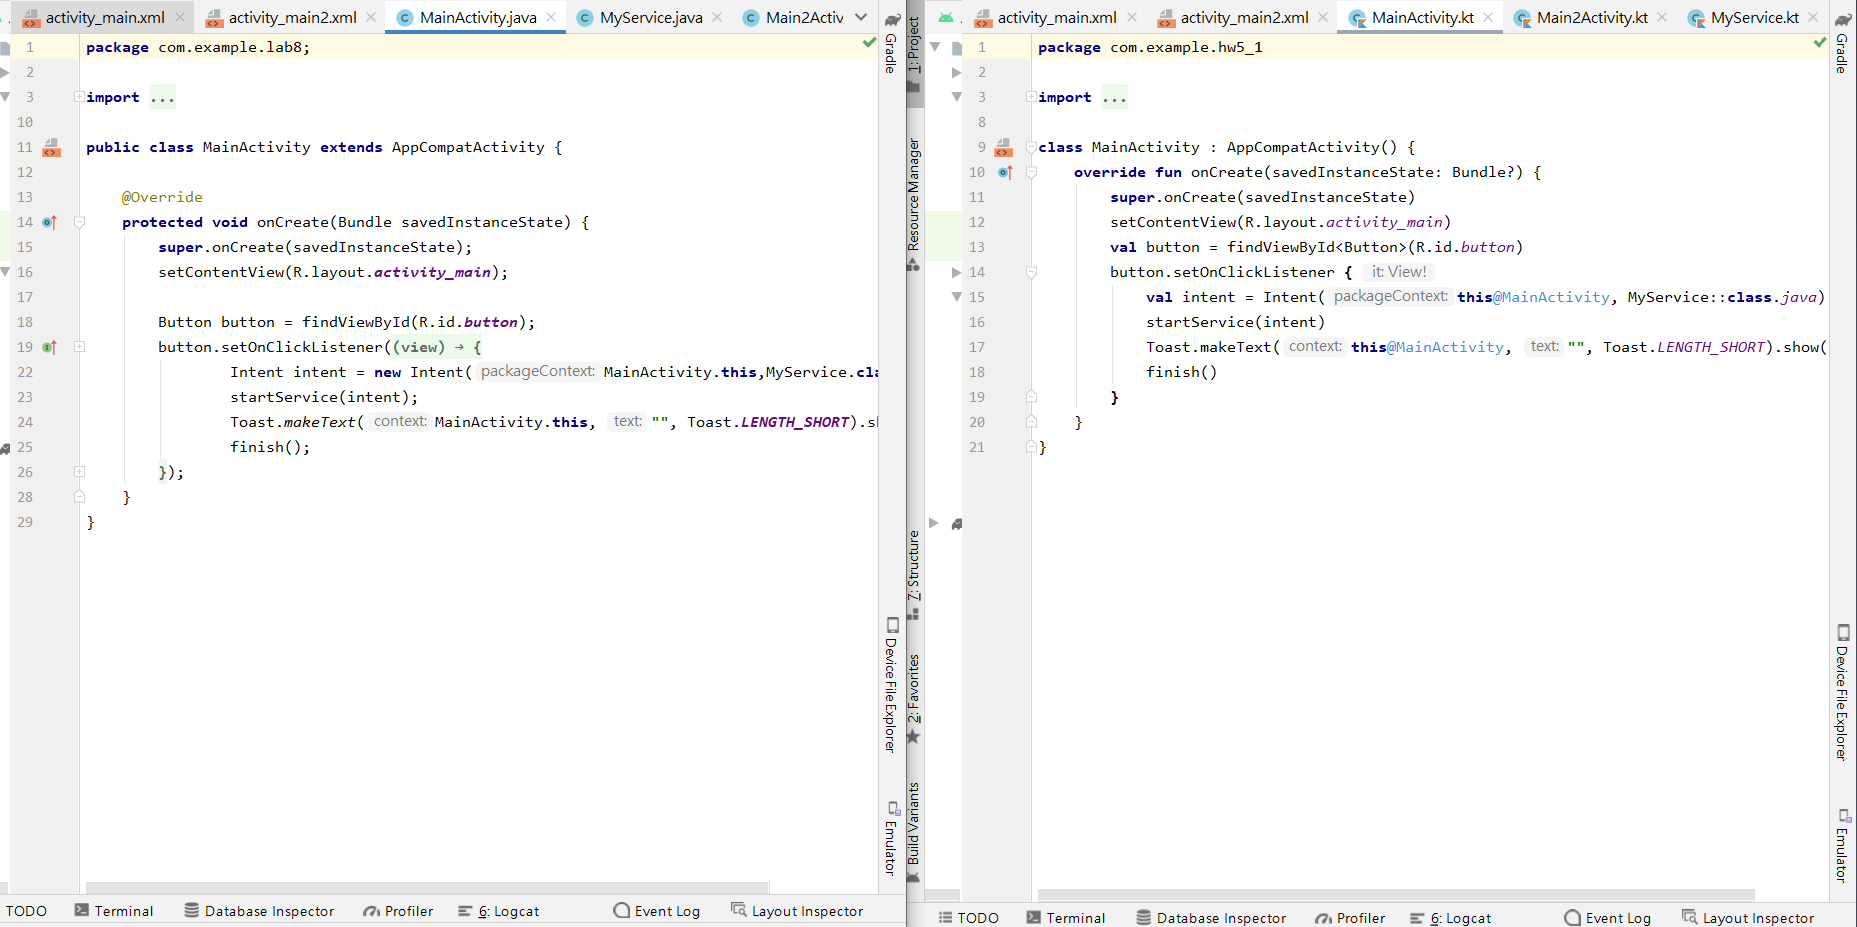 activity_main.xml activity_main2.xml MainActivity.java MyService.java Main2Activ
1 package com.example.lab8;
2
3 import ...
10
11 public class MainActivity extends AppCompatActivity {
12
13 @Override
14 protected void onCreate(Bundle savedInstanceState) {
15 super.onCreate(savedInstanceState);
16 setContentView(R.layout.activity_main);
17
18 Button button = findViewById(R.id.button);
19 button.setOnClickListener((view) → {
22 Intent intent = new Intent( packageContext: MainActivity.this,MyService.cla
23 startService(intent);
24 Toast.makeText( context: MainActivity.this, text: "", Toast.LENGTH_SHORT).sh
25 finish();
26 });
28 }
29 }
Gradle
Device File Explorer
Emulator
TODO Terminal Database Inspector Profiler 6: Logcat Event Log Layout Inspector
1: Project
Resource Manager
7: Structure
2: Favorites
Build Variants
activity_main.xml activity_main2.xml MainActivity.kt Main2Activity.kt MyService.kt
1 package com.example.hw5_1
2
3 import ...
8
9 class MainActivity : AppCompatActivity() {
10 override fun onCreate(savedInstanceState: Bundle?) {
11 super.onCreate(savedInstanceState)
12 setContentView(R.layout.activity_main)
13 val button = findViewById<Button>(R.id.button)
14 button.setOnClickListener { it: View!
15 val intent = Intent( packageContext: this@MainActivity, MyService::class.java)
16 startService(intent)
17 Toast.makeText( context: this@MainActivity, text: "", Toast.LENGTH_SHORT).show(
18 finish()
19 }
20 }
21 }
Gradle
Device File Explorer
Emulator
TODO Terminal Database Inspector Profiler 6: Logcat Event Log Layout Inspector